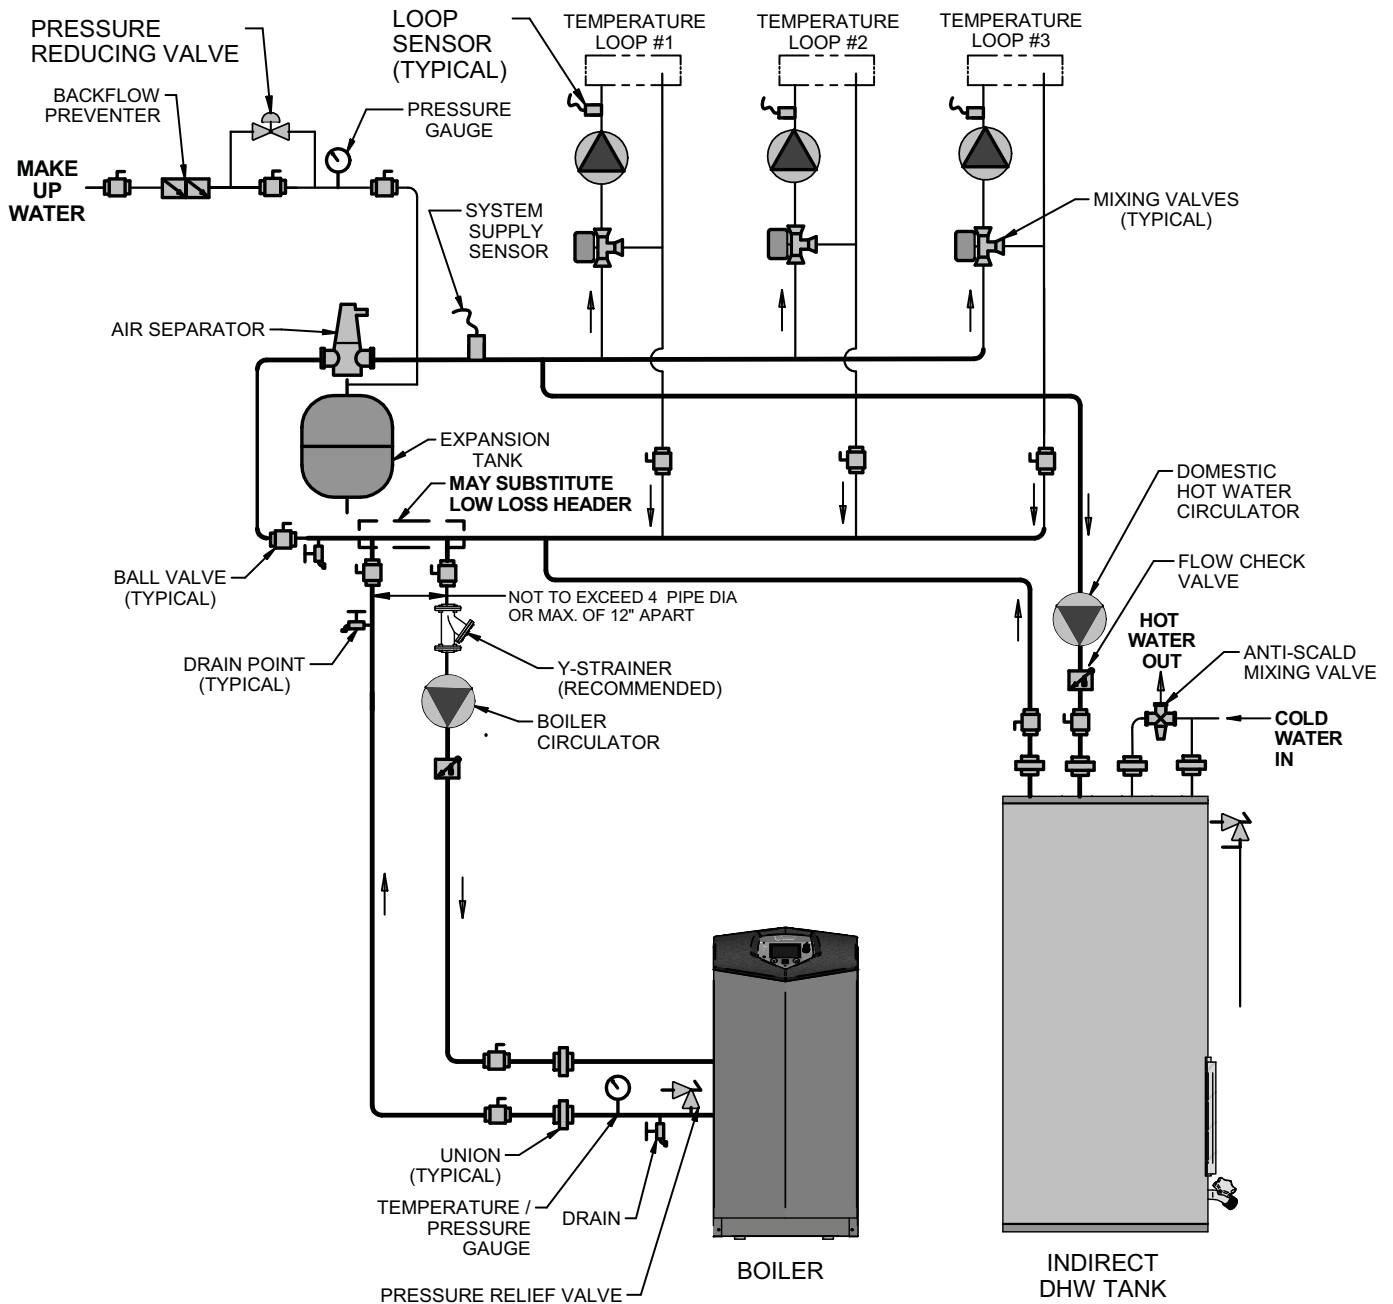 PRESSURE
REDUCING VALVE
LOOP
SENSOR
(TYPICAL)
TEMPERATURE
LOOP #1
TEMPERATURE
LOOP #2
TEMPERATURE
LOOP #3
BACKFLOW
PREVENTER
PRESSURE
GAUGE
MAKE
UP
WATER
SYSTEM
SUPPLY
SENSOR
MIXING VALVES
(TYPICAL)
AIR SEPARATOR
EXPANSION
TANK
MAY SUBSTITUTE
LOW LOSS HEADER
DOMESTIC
HOT WATER
CIRCULATOR
BALL VALVE
(TYPICAL)
NOT TO EXCEED 4 PIPE DIA
OR MAX. OF 12" APART
FLOW CHECK
VALVE
HOT
WATER
OUT
ANTI-SCALD
MIXING VALVE
DRAIN POINT
(TYPICAL)
Y-STRAINER
(RECOMMENDED)
BOILER
CIRCULATOR
COLD
WATER
IN
UNION
(TYPICAL)
TEMPERATURE /
PRESSURE
GAUGE
DRAIN
PRESSURE RELIEF VALVE
BOILER
INDIRECT
DHW TANK